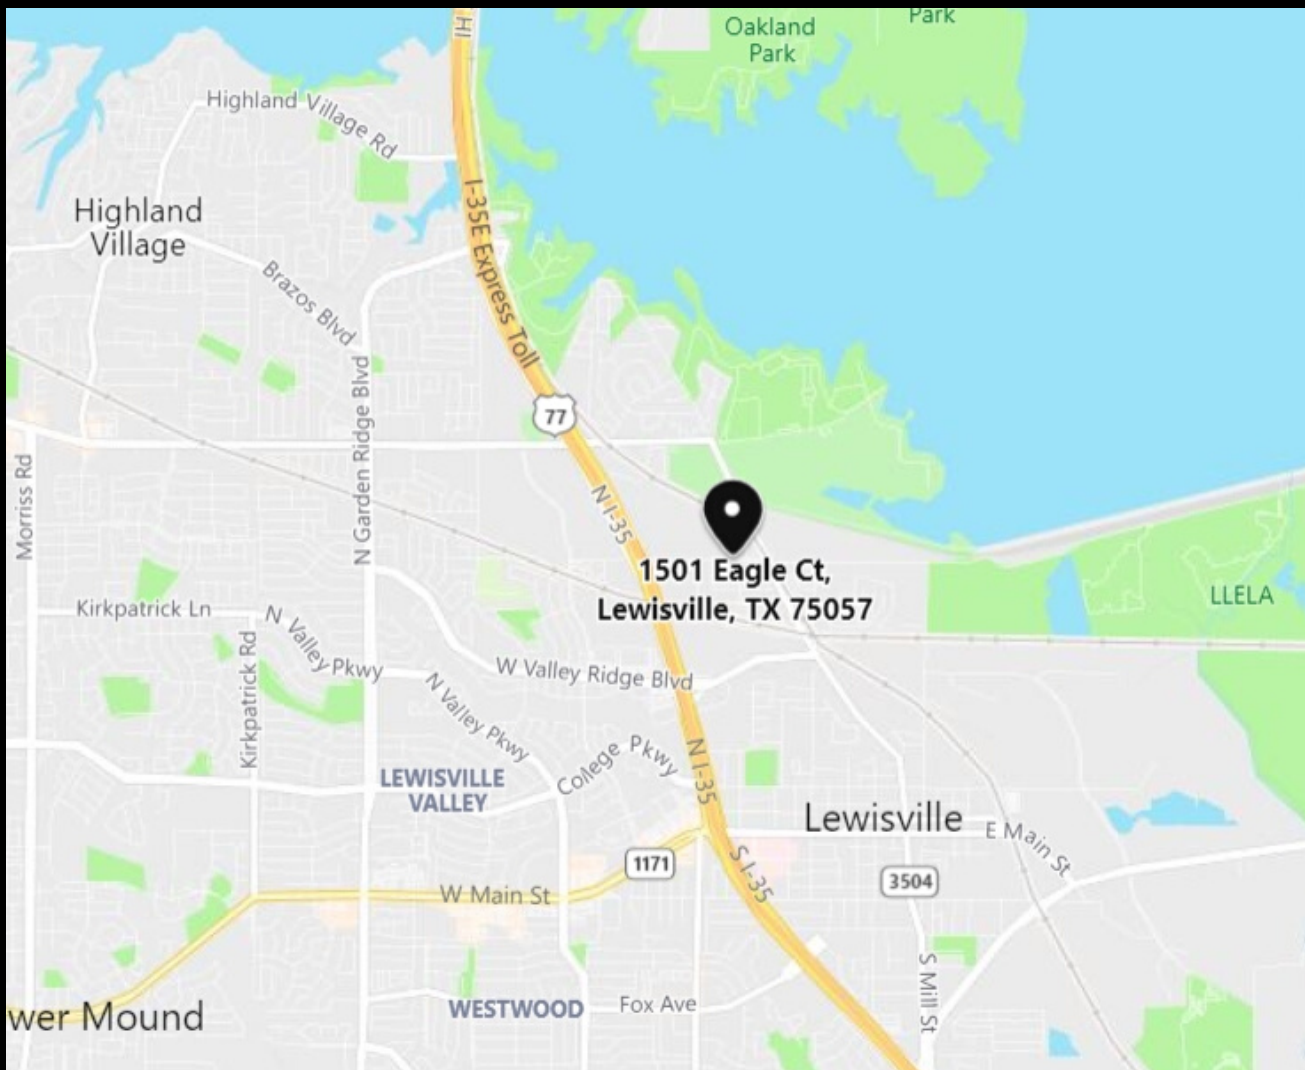 Oakland
Park
Park
HI
Highland Village Rd
I-35E Express Toll
Highland
Village
Brazos Blvd
N Garden Ridge Blvd
77
Morriss Rd
N I-35
1501 Eagle Ct,
Lewisville, TX 75057
LLELA
Kirkpatrick Ln
N Valley Pkwy
Kirkpatrick Rd
W Valley Ridge Blvd
N Valley Pkwy
College Pkwy
N I-35
LEWISVILLE
VALLEY
Lewisville
E Main St
S I-35
1171
3504
W Main St
S Mill St
WESTWOOD
Fox Ave
wer Mound